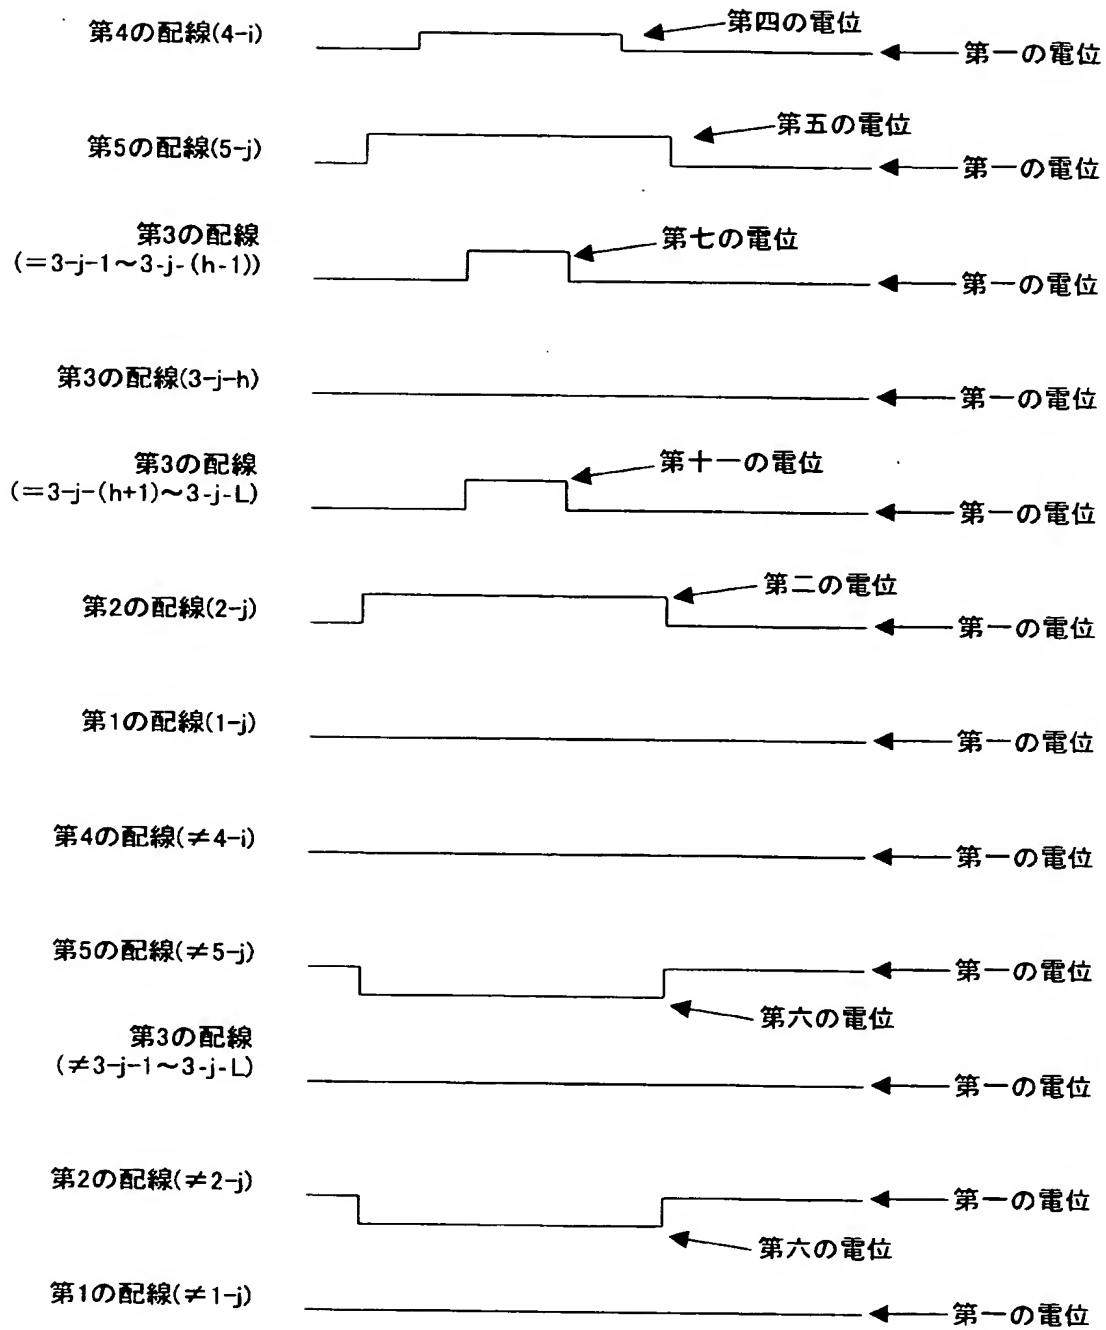 第4の配線(4-i)
第四の電位
第一の電位
第5の配線(5-j)
第五の電位
第一の電位
第3の配線
(=3-j-1~3-j-(h-1))
第七の電位
第一の電位
第3の配線(3-j-h)
第一の電位
第3の配線
(=3-j-(h+1)~3-j-L)
第十一の電位
第一の電位
第2の配線(2-j)
第二の電位
第一の電位
第1の配線(1-j)
第一の電位
第4の配線(≠4-i)
第一の電位
第5の配線(≠5-j)
第一の電位
第六の電位
第3の配線
(≠3-j-1~3-j-L)
第一の電位
第2の配線(≠2-j)
第一の電位
第六の電位
第1の配線(≠1-j)
第一の電位